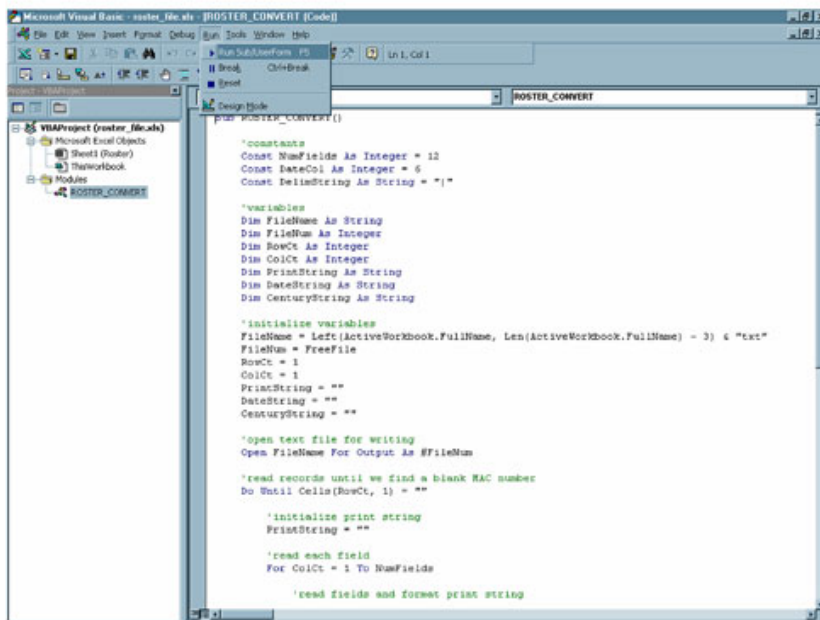 Microsoft Visual Basic - roster_file.xls - [ROSTER_CONVERT (Code)]
File Edit View Insert Format Debug Run Tools Window Help
Run Sub/UserForm F5
Break Ctrl+Break
Reset
Design Mode
Ln 1, Col 1
Project - VBAProject
VBAProject (roster_file.xls)
Microsoft Excel Objects
Sheet1 (Roster)
ThisWorkbook
Modules
ROSTER_CONVERT
ROSTER_CONVERT
Sub ROSTER_CONVERT()
'constants
Const NumFields As Integer = 12
Const DateCol As Integer = 6
Const DelimString As String = "|"
'variables
Dim FileName As String
Dim FileNum As Integer
Dim RowCt As Integer
Dim ColCt As Integer
Dim PrintString As String
Dim DateString As String
Dim CenturyString As String
'initialize variables
FileName = Left(ActiveWorkbook.FullName, Len(ActiveWorkbook.FullName) - 3) & "txt"
FileNum = FreeFile
RowCt = 1
ColCt = 1
PrintString = ""
DateString = ""
CenturyString = ""
'open text file for writing
Open FileName For Output As #FileNum
'read records until we find a blank MAC number
Do Until Cells(RowCt, 1) = ""
'initialize print string
PrintString = ""
'read each field
For ColCt = 1 To NumFields
'read fields and format print string